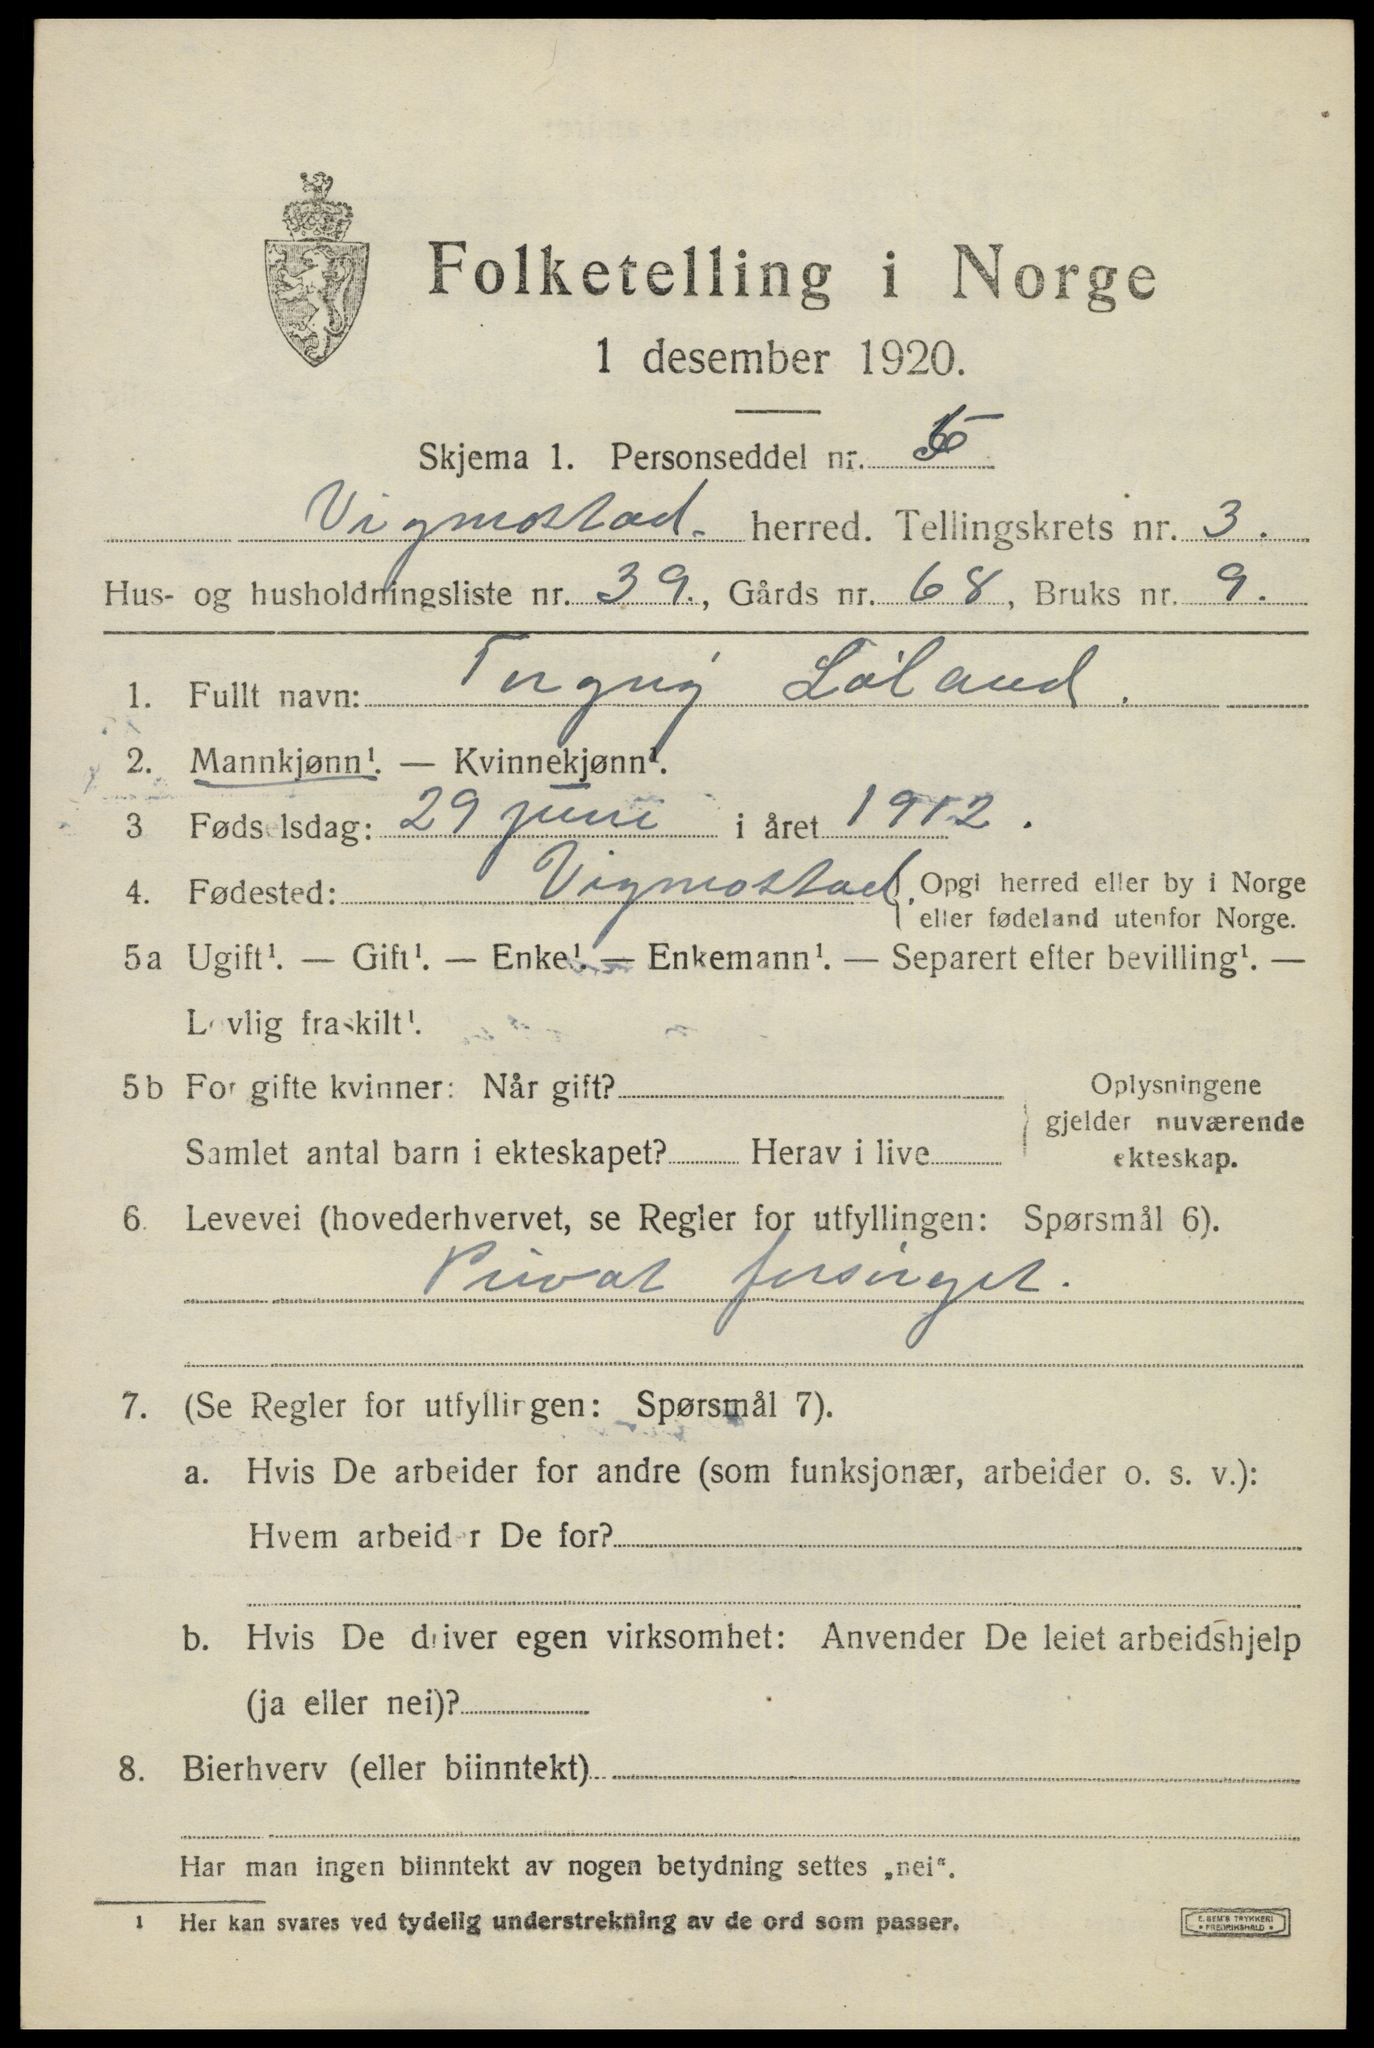 Folketelling i Norge
1 desember 1920.
Skjema 1. Personseddel nr.
Vigmostad. herred. Tellingskrets nr. 3.
Hus- og husholdningsliste nr. 39., Gårds nr. 68, Bruks nr. 9.
1. Fullt navn: Løland.
2. Mannkjønn¹. — Kvinnekjønn¹.
3 Fødselsdag: 29 juni i året 1912.
4. Fødested: Vigmostad. Opgi herred eller by i Norge
eller fødeland utenfor Norge.
5a Ugift¹. — Gift¹. — Enke¹. — Enkemann¹. — Separert efter bevilling¹. —
Lovlig fraskilt¹.
5b For gifte kvinner: Når gift? Oplysningene
gjelder nuværende
Samlet antal barn i ekteskapet? Herav i live ekteskap.
6. Levevei (hovederhvervet, se Regler for utfyllingen: Spørsmål 6).
Privat forsørget.
7. (Se Regler for utfyllingen: Spørsmål 7).
a. Hvis De arbeider for andre (som funksjonær, arbeider o. s. v.):
Hvem arbeider De for?
b. Hvis De driver egen virksomhet: Anvender De leiet arbeidshjelp
(ja eller nei)?
8. Bierhverv (eller biinntekt)
Har man ingen biinntekt av nogen betydning settes „nei“.
1 Her kan svares ved tydelig understrekning av de ord som passer.
E. SEM'S TRYKKERI
FREDRIKSHALD